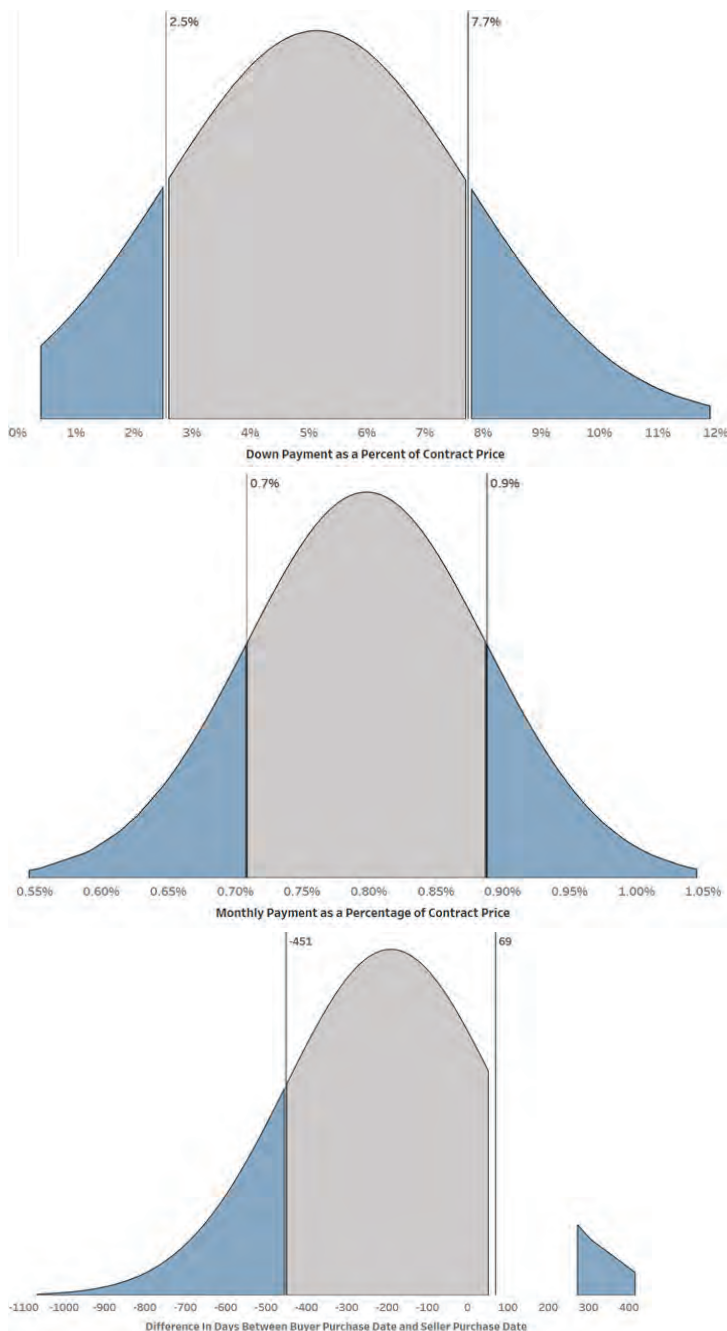 2.5% 7.7%
0% 1% 2% 3% 4% 5% 6% 7% 8% 9% 10% 11% 12%
Down Payment as a Percent of Contract Price
0.7% 0.9%
0.55% 0.60% 0.65% 0.70% 0.75% 0.80% 0.85% 0.90% 0.95% 1.00% 1.05%
Monthly Payment as a Percentage of Contract Price
-451 69
-1100 -1000 -900 -800 -700 -600 -500 -400 -300 -200 -100 0 100 200 300 400
Difference In Days Between Buyer Purchase Date and Seller Purchase Date